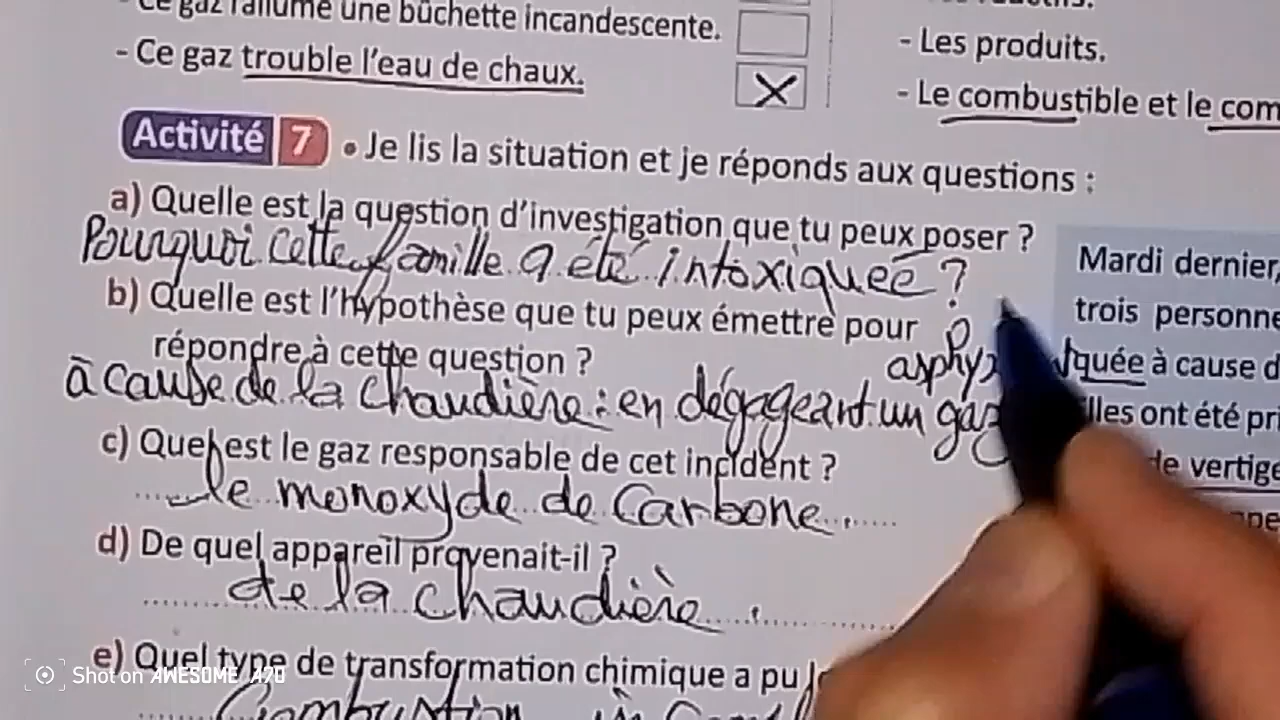 Ce gaz rallume une bûchette incandescente.
- Les produits.
- Ce gaz trouble l'eau de chaux.
- Le combustible et le com
Activité 7 • Je lis la situation et je réponds aux questions :
a) Quelle est la question d'investigation que tu peux poser ?
Pourquoi cette famille a été intoxiquée ?
Mardi dernier,
b) Quelle est l'hypothèse que tu peux émettre pour
trois personne
répondre à cette question ?
quée à cause d
à cause de la chaudière : en dégageant un gaz
lles ont été pri
c) Quel est le gaz responsable de cet incident ?
de vertige
le monoxyde de Carbone.
d) De quel appareil provenait-il ?
de la chaudière.
e) Quel type de transformation chimique a pu
Combustion
Shot on AWESOME A70